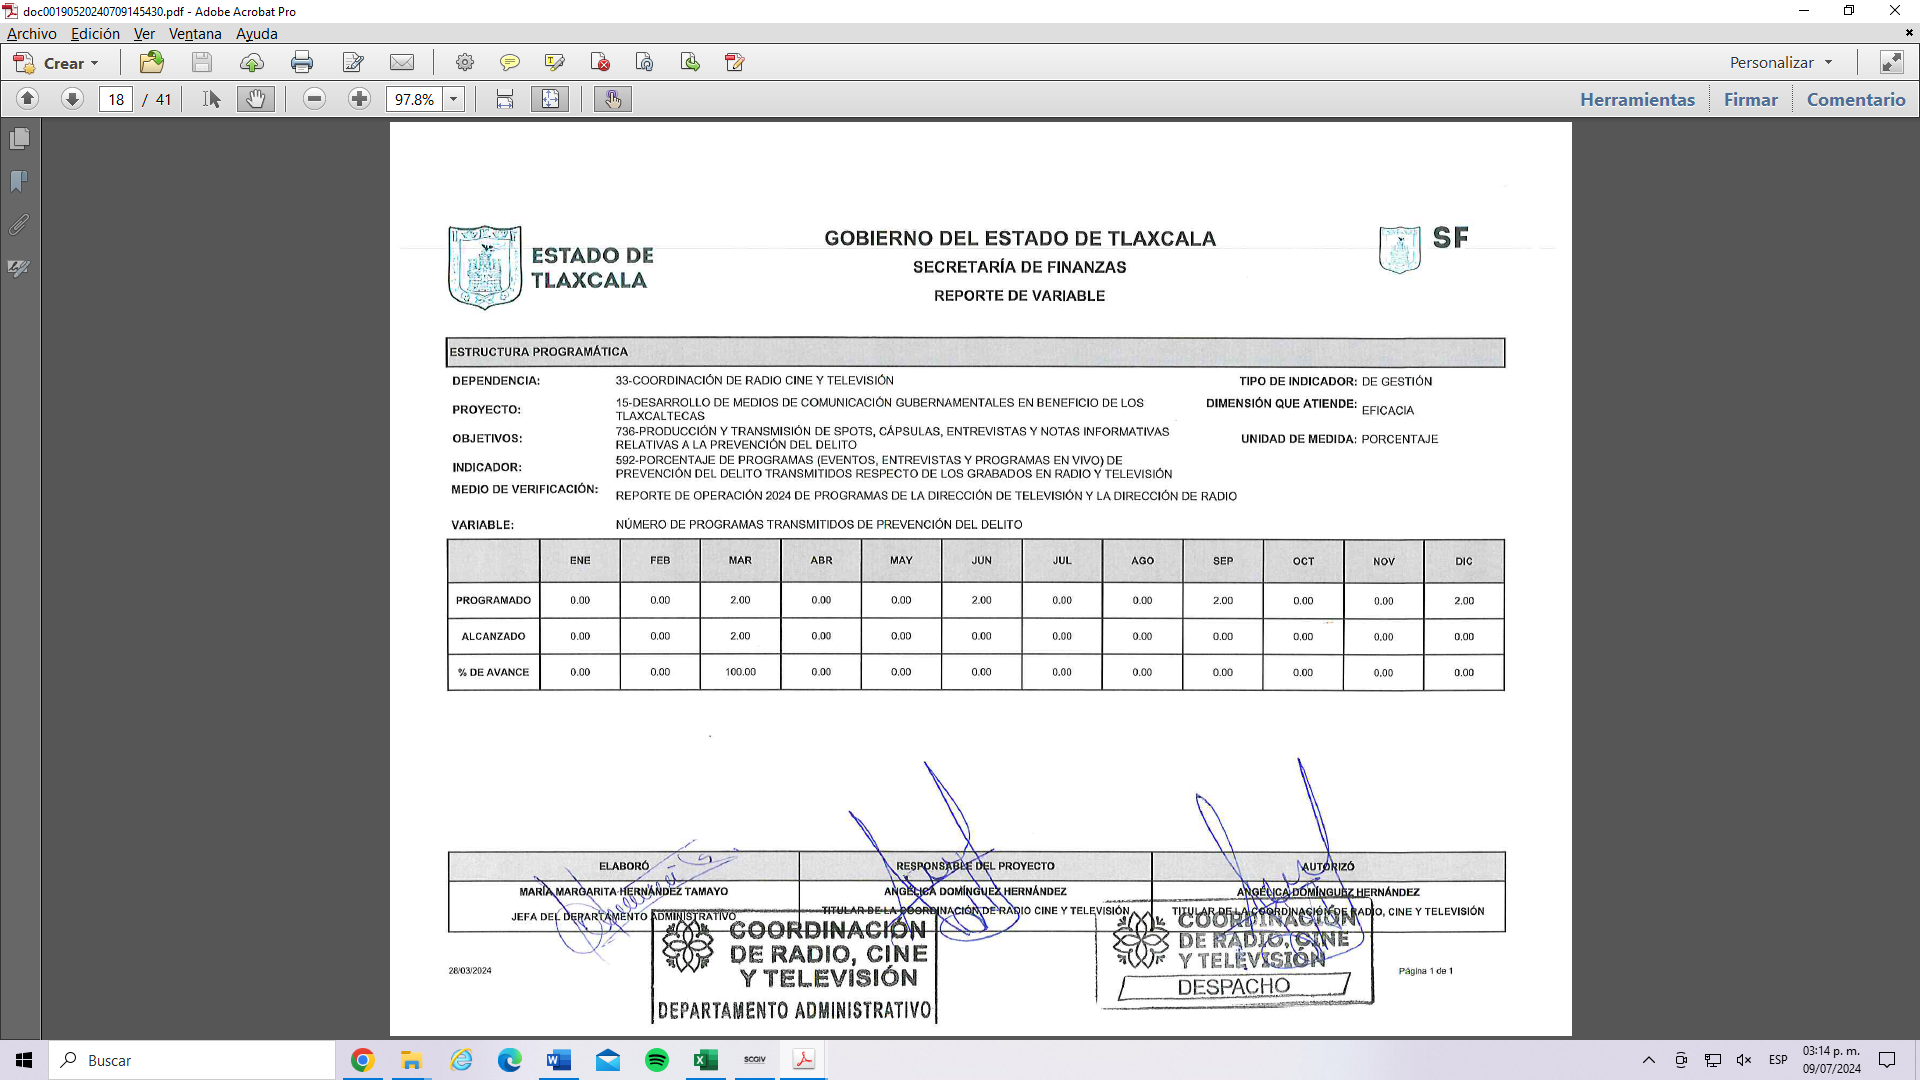 doc00190520240709145430.pdf - Adobe Acrobat Pro
Archivo Edición Ver Ventana Ayuda
Crear
Personalizar
18 / 41
97.8%
Herramientas Firmar Comentario
ESTADO DE
TLAXCALA
GOBIERNO DEL ESTADO DE TLAXCALA
SECRETARÍA DE FINANZAS
REPORTE DE VARIABLE
SF
ESTRUCTURA PROGRAMÁTICA
DEPENDENCIA: 33-COORDINACIÓN DE RADIO CINE Y TELEVISIÓN TIPO DE INDICADOR: DE GESTIÓN
PROYECTO: 15-DESARROLLO DE MEDIOS DE COMUNICACIÓN GUBERNAMENTALES EN BENEFICIO DE LOS
TLAXCALTECAS
DIMENSIÓN QUE ATIENDE: EFICACIA
OBJETIVOS: 736-PRODUCCIÓN Y TRANSMISIÓN DE SPOTS, CÁPSULAS, ENTREVISTAS Y NOTAS INFORMATIVAS
RELATIVAS A LA PREVENCIÓN DEL DELITO
UNIDAD DE MEDIDA: PORCENTAJE
INDICADOR: 592-PORCENTAJE DE PROGRAMAS (EVENTOS, ENTREVISTAS Y PROGRAMAS EN VIVO) DE
PREVENCIÓN DEL DELITO TRANSMITIDOS RESPECTO DE LOS GRABADOS EN RADIO Y TELEVISIÓN
MEDIO DE VERIFICACIÓN: REPORTE DE OPERACIÓN 2024 DE PROGRAMAS DE LA DIRECCIÓN DE TELEVISIÓN Y LA DIRECCIÓN DE RADIO
VARIABLE: NÚMERO DE PROGRAMAS TRANSMITIDOS DE PREVENCIÓN DEL DELITO
ENE FEB MAR ABR MAY JUN JUL AGO SEP OCT NOV DIC
PROGRAMADO 0.00 0.00 2.00 0.00 0.00 2.00 0.00 0.00 2.00 0.00 0.00 2.00
ALCANZADO 0.00 0.00 2.00 0.00 0.00 0.00 0.00 0.00 0.00 0.00 0.00 0.00
% DE AVANCE 0.00 0.00 100.00 0.00 0.00 0.00 0.00 0.00 0.00 0.00 0.00 0.00
ELABORÓ RESPONSABLE DEL PROYECTO AUTORIZÓ
MARÍA MARGARITA HERNÁNDEZ TAMAYO ANGÉLICA DOMÍNGUEZ HERNÁNDEZ ANGÉLICA DOMÍNGUEZ HERNÁNDEZ
JEFA DEL DEPARTAMENTO ADMINISTRATIVO TITULAR DE LA COORDINACIÓN DE RADIO CINE Y TELEVISIÓN TITULAR DE LA COORDINACIÓN DE RADIO, CINE Y TELEVISIÓN
COORDINACIÓN
DE RADIO, CINE
Y TELEVISIÓN
DEPARTAMENTO ADMINISTRATIVO
COORDINACIÓN
DE RADIO, CINE
Y TELEVISIÓN
DESPACHO
28/03/2024
Página 1 de 1
Buscar
SCGIV
ESP
03:14 p. m.
09/07/2024